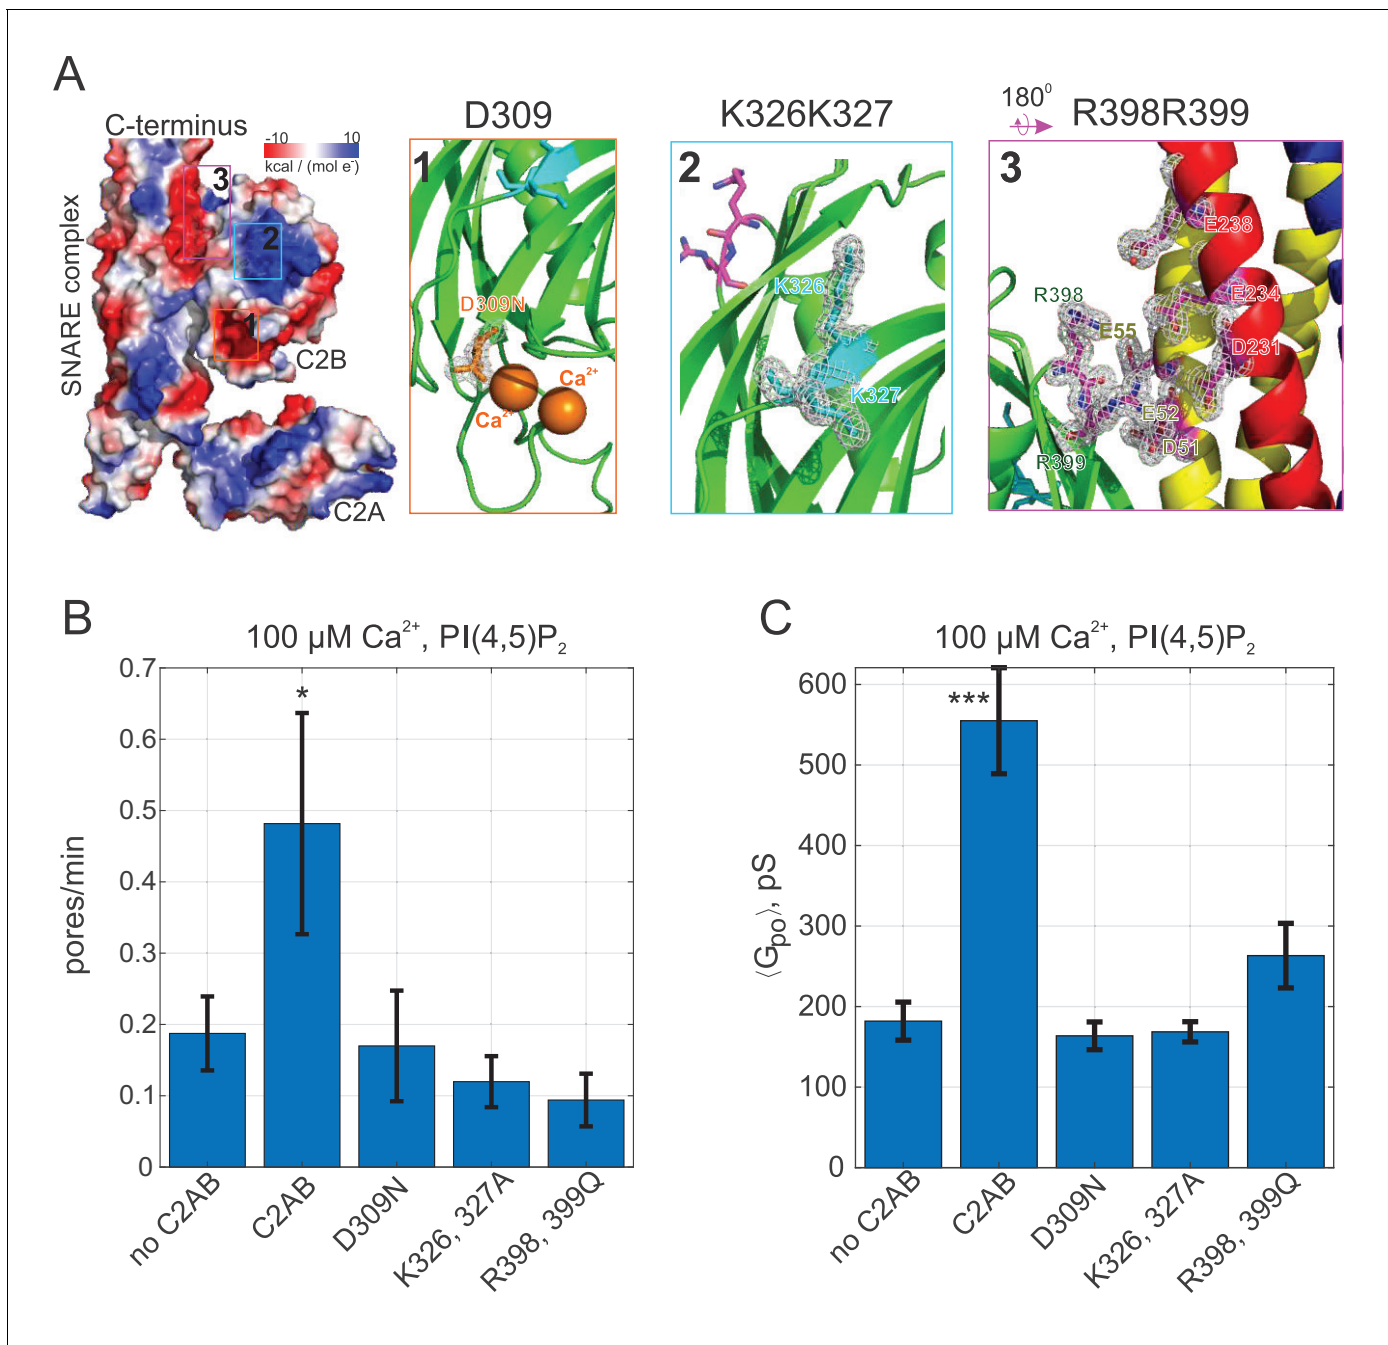 A
C-terminus
-10 10
kcal / (mol e⁻)
SNARE complex
3
2
1
C2B
C2A
D309
1
D309N
Ca²⁺
Ca²⁺
K326K327
2
K326
K327
180⁰
R398R399
3
E238
R398
E234
E55
D231
E52
D51
R399
B
100 µM Ca²⁺, PI(4,5)P₂
pores/min
0.7
0.6
0.5
0.4
0.3
0.2
0.1
0
*
no C2AB
C2AB
D309N
K326, 327A
R398, 399Q
C
100 µM Ca²⁺, PI(4,5)P₂
⟨Gpo⟩, pS
600
500
400
300
200
100
0
***
no C2AB
C2AB
D309N
K326, 327A
R398, 399Q